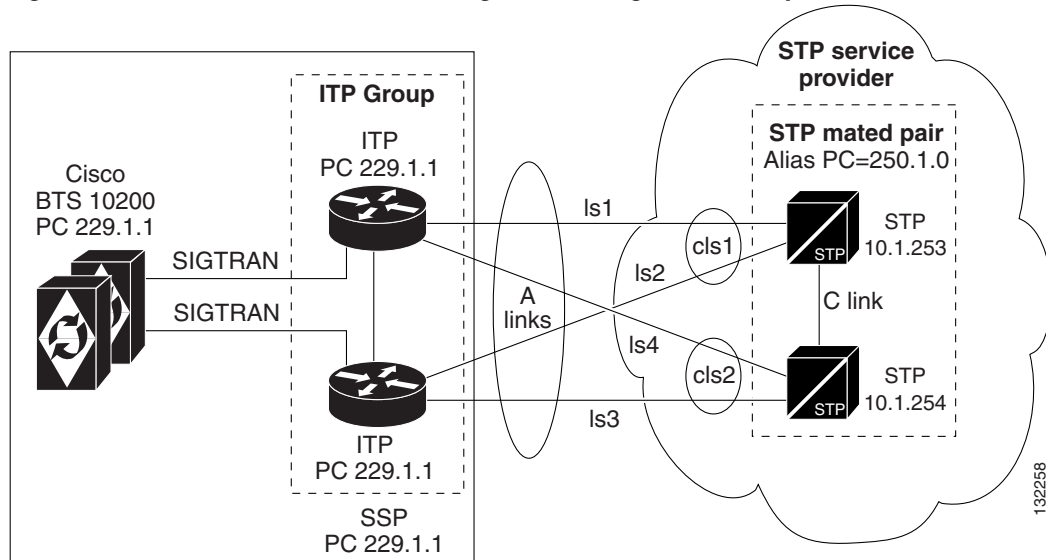 ITP Group
ITP
PC 229.1.1
Cisco
BTS 10200
PC 229.1.1
SIGTRAN
SIGTRAN
ITP
PC 229.1.1
SSP
PC 229.1.1
A
links
ls1
ls2
ls4
ls3
cls1
cls2
STP service
provider
STP mated pair
Alias PC=250.1.0
STP
STP
10.1.253
C link
STP
STP
10.1.254
132258